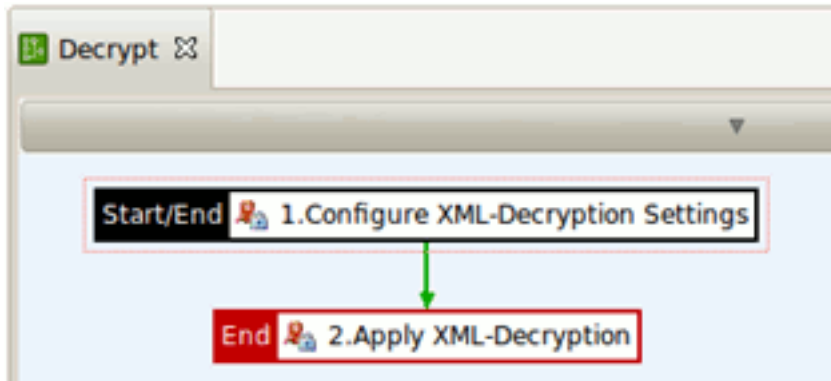 Decrypt
Start/End 1.Configure XML-Decryption Settings
End 2.Apply XML-Decryption